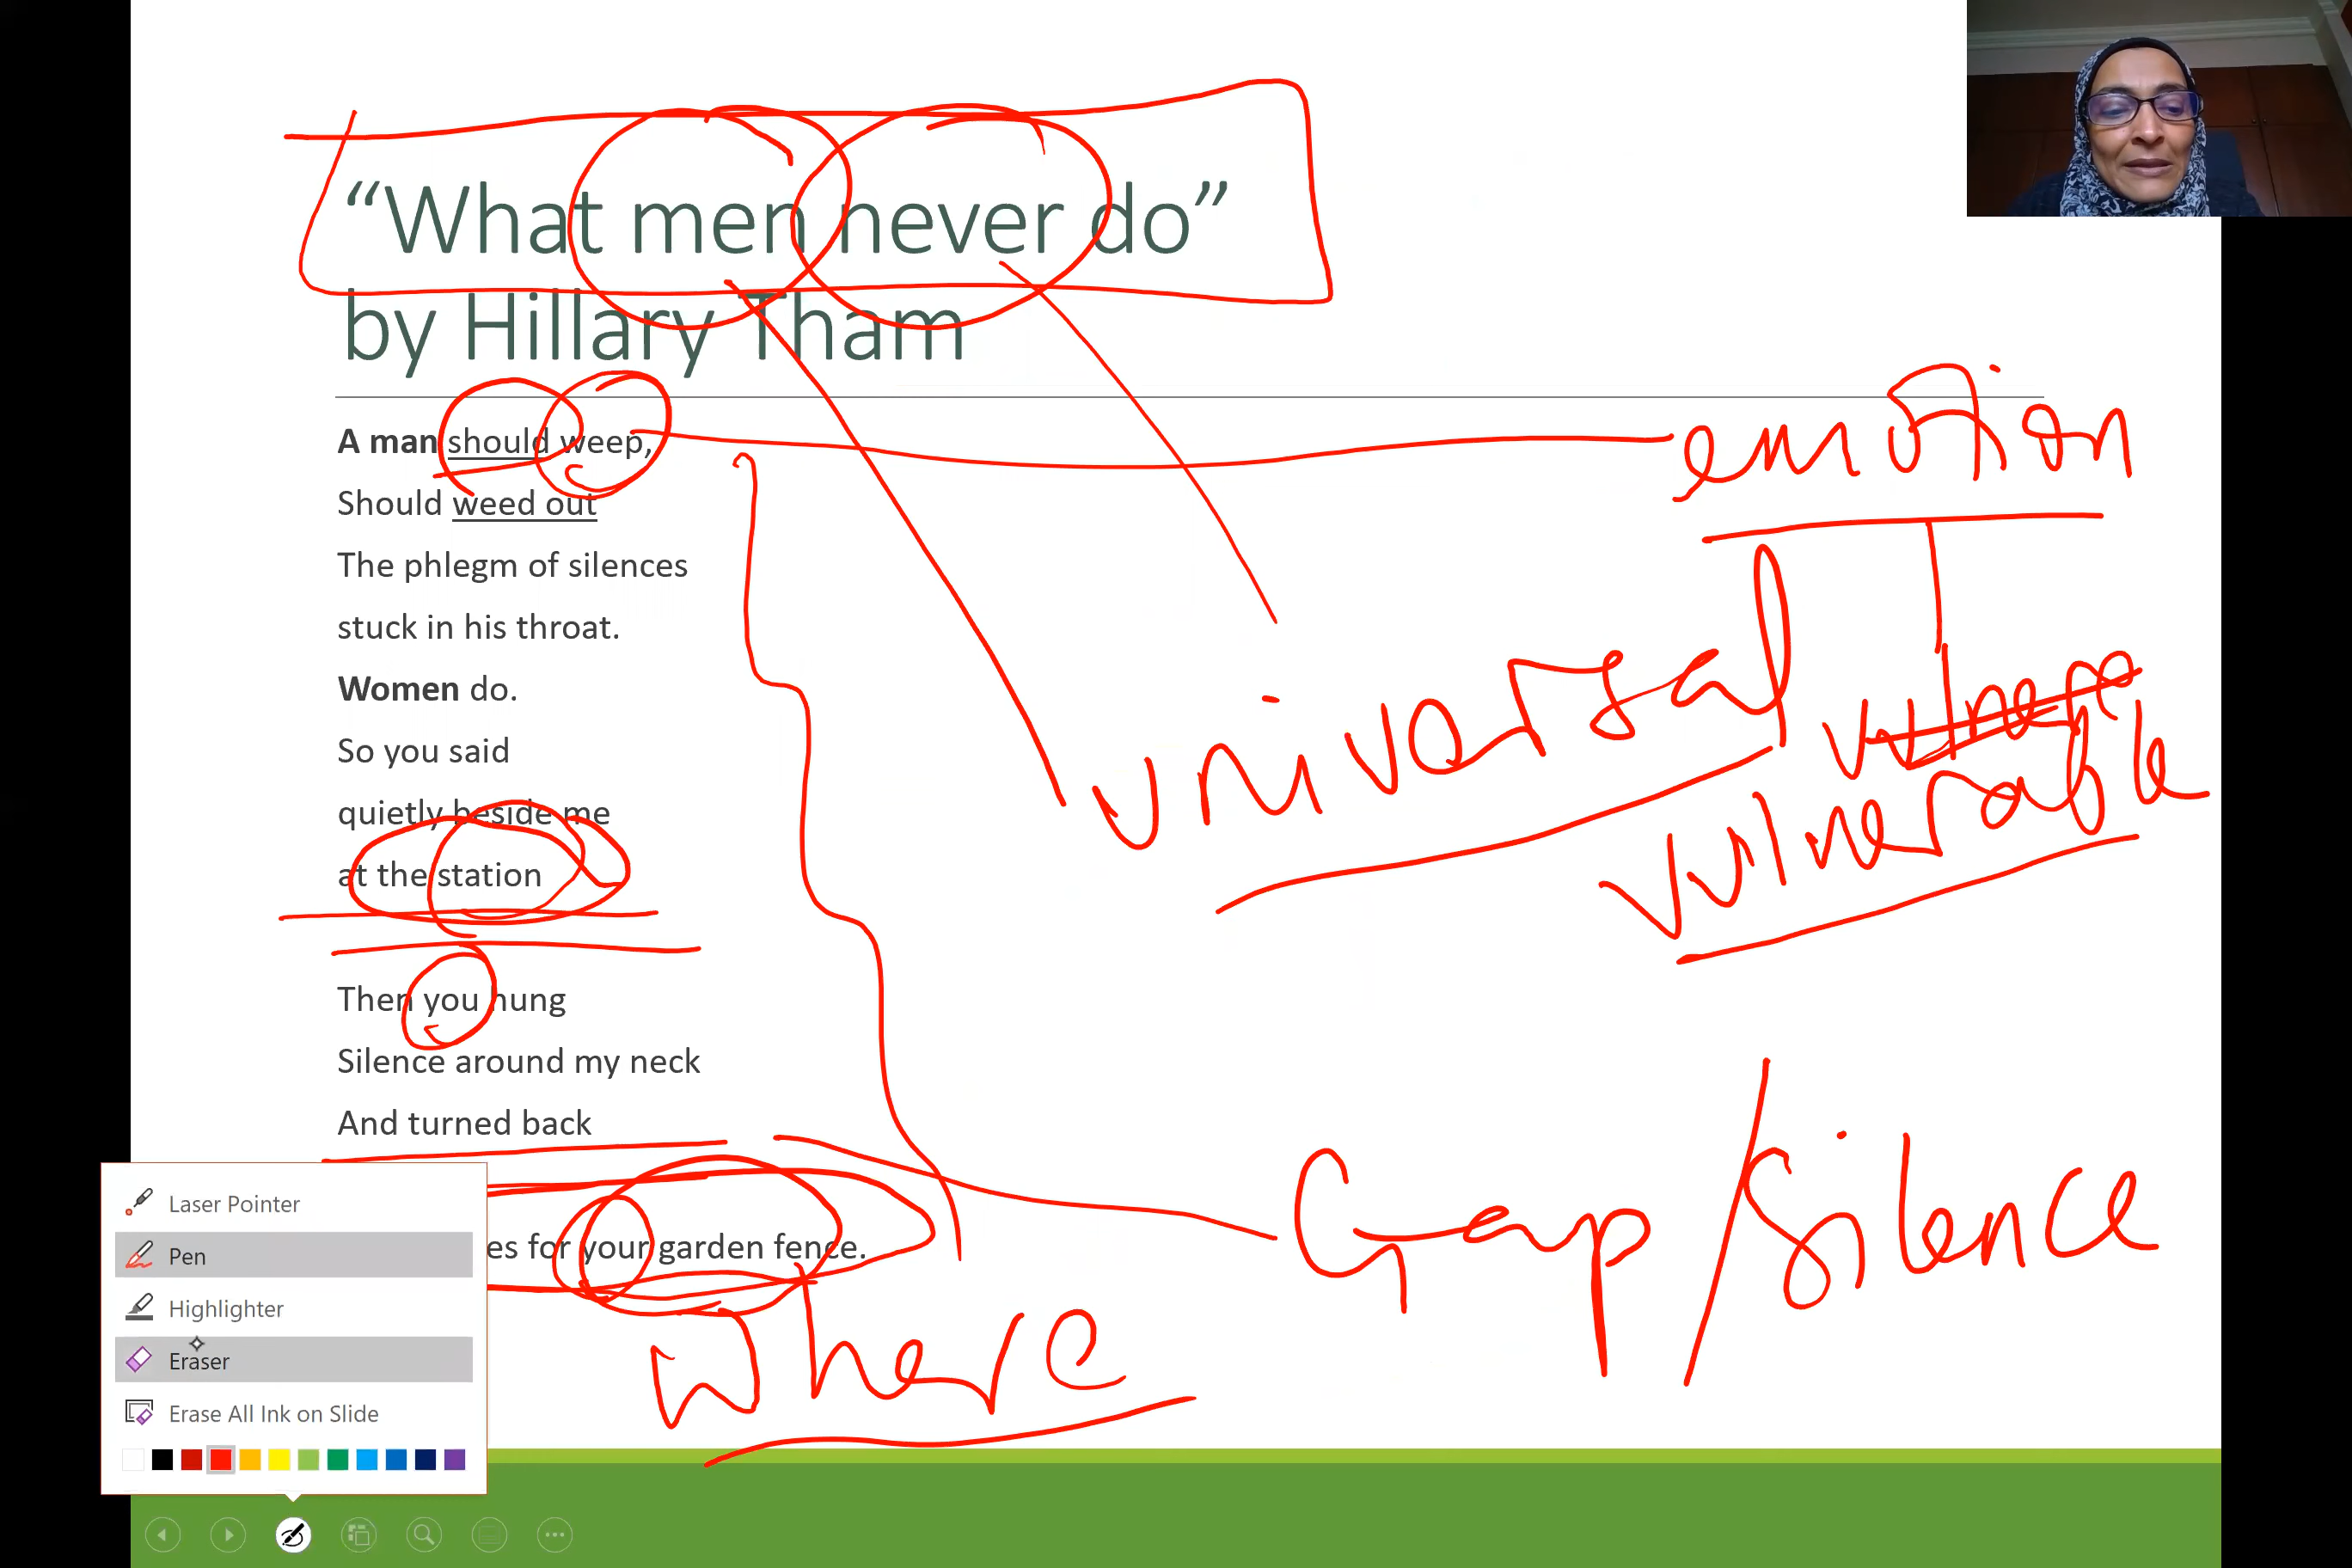 “What men never do”
by Hillary Tham
A man should weep,
emotion
Should weed out
The phlegm of silences
stuck in his throat.
Women do.
universal
So you said
vulnerable
quietly beside me
at the station
Then you hung
Silence around my neck
And turned back
Gap/Silence
es for your garden fence.
where
Laser Pointer
Pen
Highlighter
Eraser
Erase All Ink on Slide